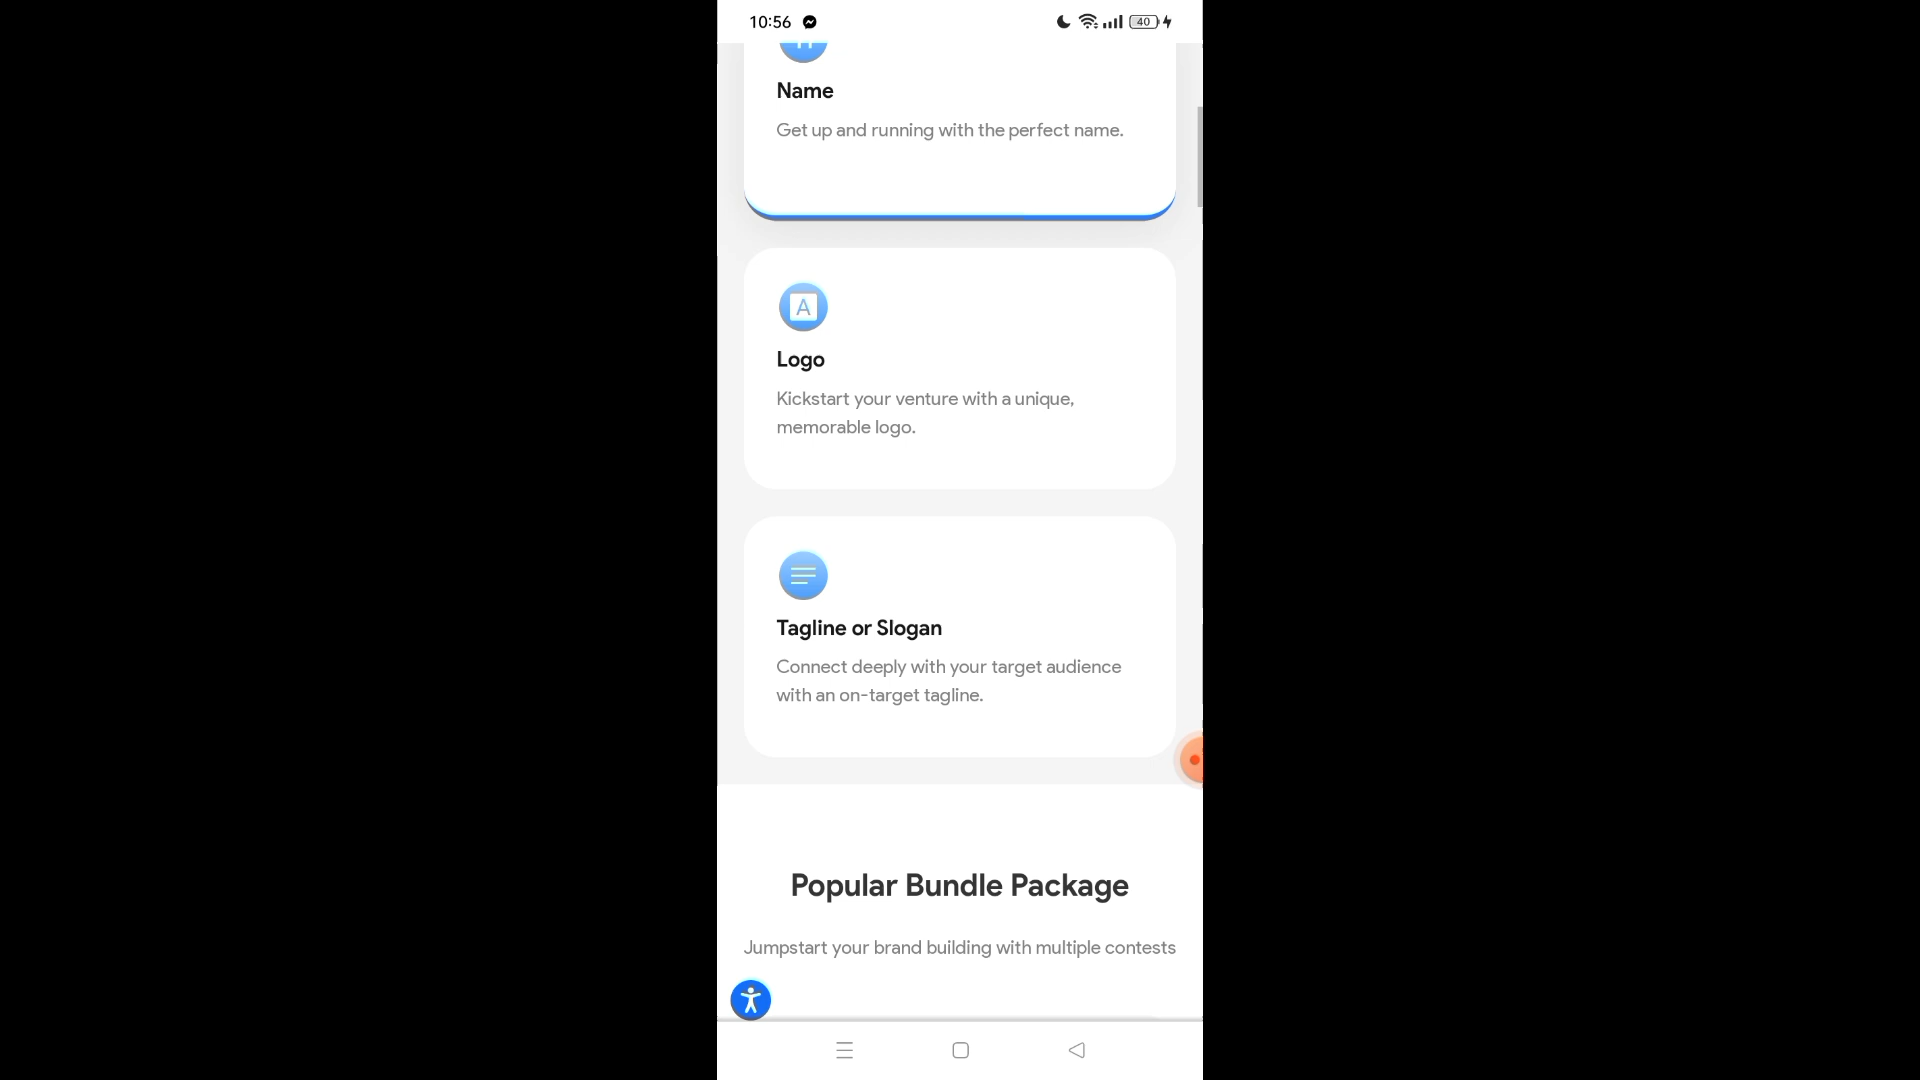 10:56
40
Name
Get up and running with the perfect name.
A
Logo
Kickstart your venture with a unique,
memorable logo.
Tagline or Slogan
Connect deeply with your target audience
with an on-target tagline.
Popular Bundle Package
Jumpstart your brand building with multiple contests